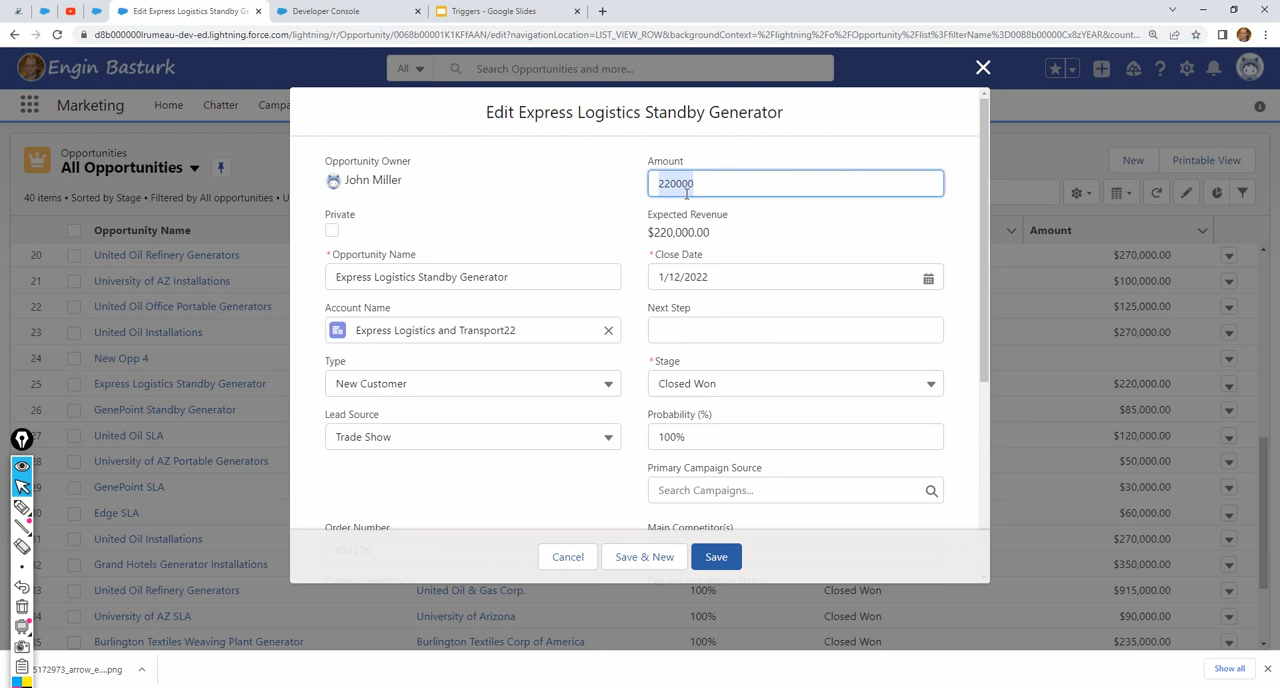 Edit Express Logistics Standby Ge
Developer Console
Triggers - Google Slides
d8b000000lrumeau-dev-ed.lightning.force.com/lightning/r/Opportunity/0068b00001K1KFfAAN/edit?navigationLocation=LIST_VIEW_ROW&backgroundContext=%2Flightning%2Fo%2FOpportunity%2Flist%3FfilterName%3D00B8b00000Cx8zYEAR&count...
Engin Basturk
All
Search Opportunities and more...
Marketing
Home
Chatter
Campa
Edit Express Logistics Standby Generator
Opportunities
All Opportunities
New
Printable View
40 items • Sorted by Stage • Filtered by All opportunities • U
Opportunity Name
Amount
20 United Oil Refinery Generators $270,000.00
21 University of AZ Installations $100,000.00
22 United Oil Office Portable Generators $125,000.00
23 United Oil Installations $270,000.00
24 New Opp 4
25 Express Logistics Standby Generator $220,000.00
26 GenePoint Standby Generator $85,000.00
27 United Oil SLA $120,000.00
28 University of AZ Portable Generators $50,000.00
GenePoint SLA $30,000.00
Edge SLA $60,000.00
United Oil Installations $270,000.00
32 Grand Hotels Generator Installations $350,000.00
33 United Oil Refinery Generators United Oil & Gas Corp. 100% Closed Won $915,000.00
University of AZ SLA University of Arizona 100% Closed Won $90,000.00
Burlington Textiles Weaving Plant Generator Burlington Textiles Corp of America 100% Closed Won $235,000.00
Opportunity Owner
John Miller
Amount
220000
Private
Expected Revenue
$220,000.00
*Opportunity Name
Express Logistics Standby Generator
*Close Date
1/12/2022
Account Name
Express Logistics and Transport22
Next Step
Type
New Customer
*Stage
Closed Won
Lead Source
Trade Show
Probability (%)
100%
Primary Campaign Source
Search Campaigns...
Order Number
653276
Main Competitor(s)
Cancel
Save & New
Save
5172973_arrow_e....png
Show all